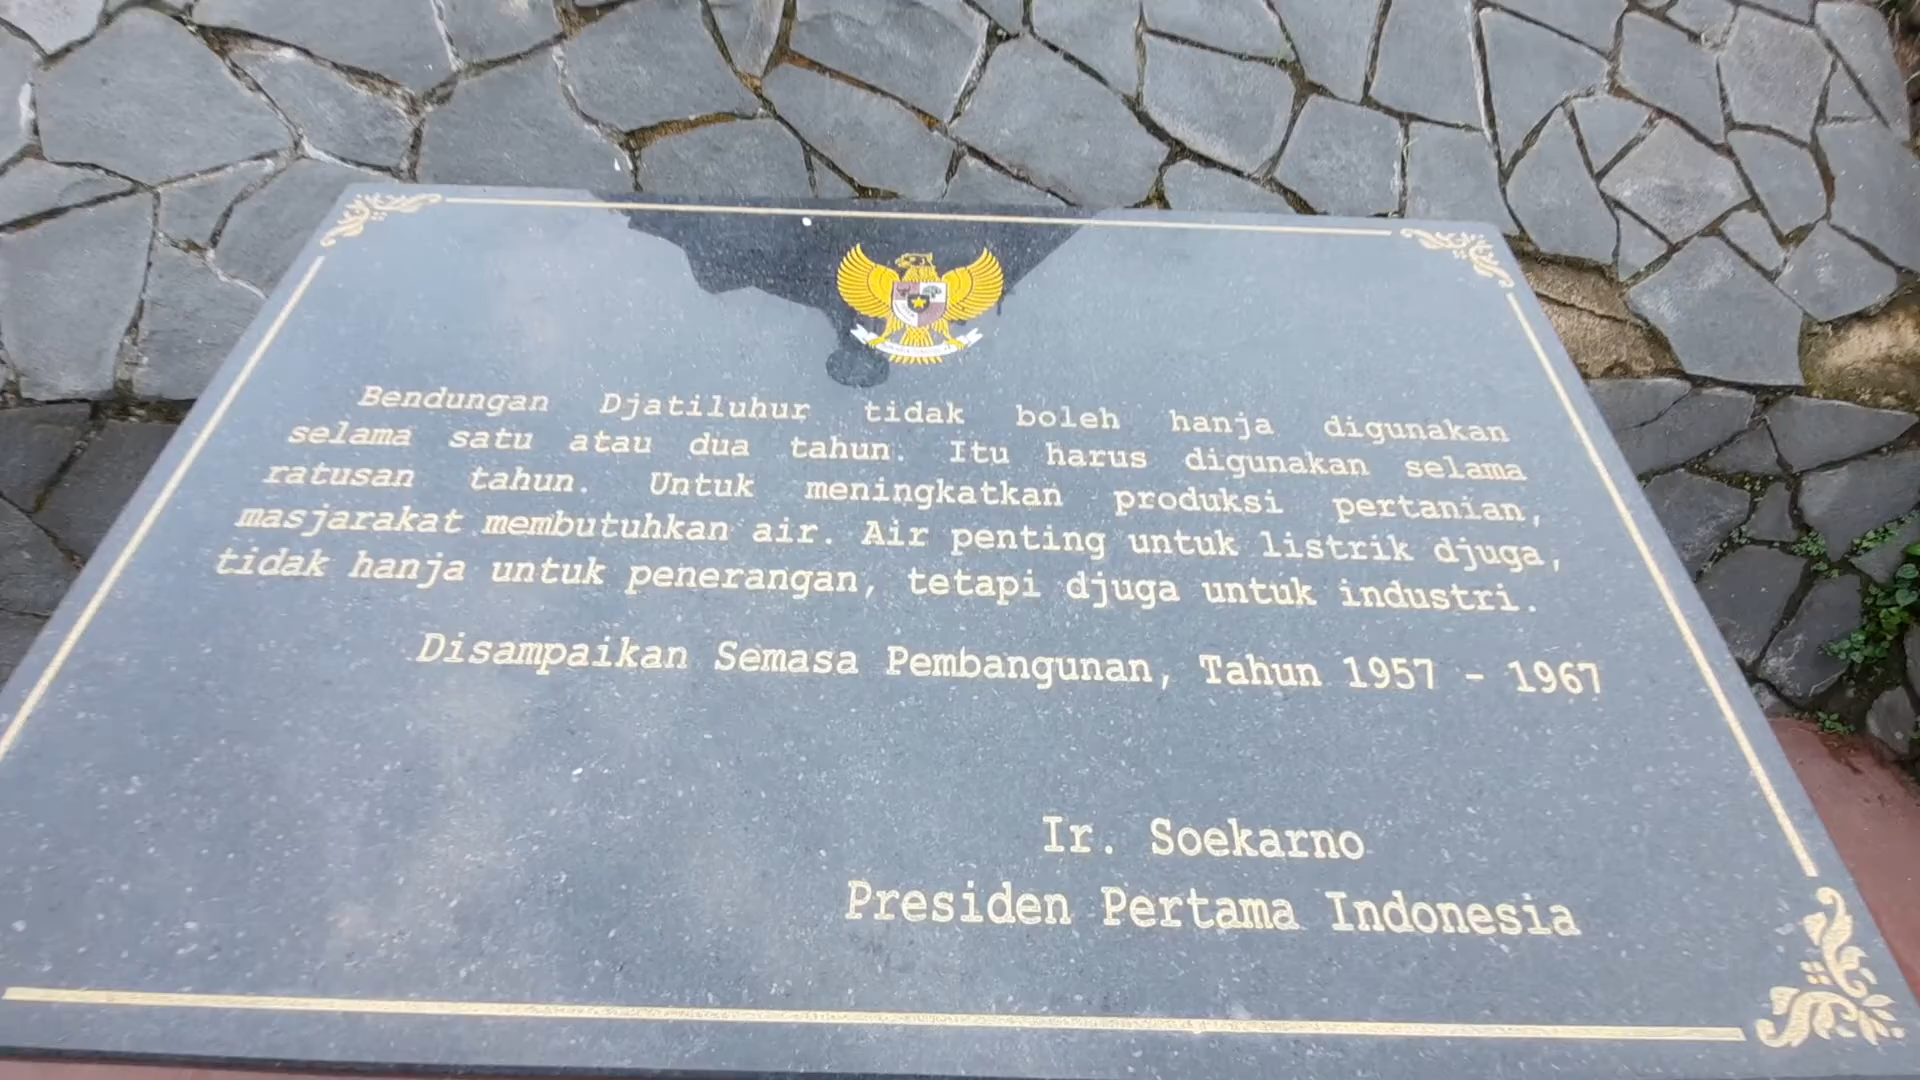 Bendungan Djatiluhur tidak boleh hanja digunakan
selama satu atau dua tahun. Itu harus digunakan selama
ratusan tahun. Untuk meningkatkan produksi pertanian,
masjarakat membutuhkan air. Air penting untuk listrik djuga,
tidak hanja untuk penerangan, tetapi djuga untuk industri.
Disampaikan Semasa Pembangunan, Tahun 1957 - 1967
Ir. Soekarno
Presiden Pertama Indonesia